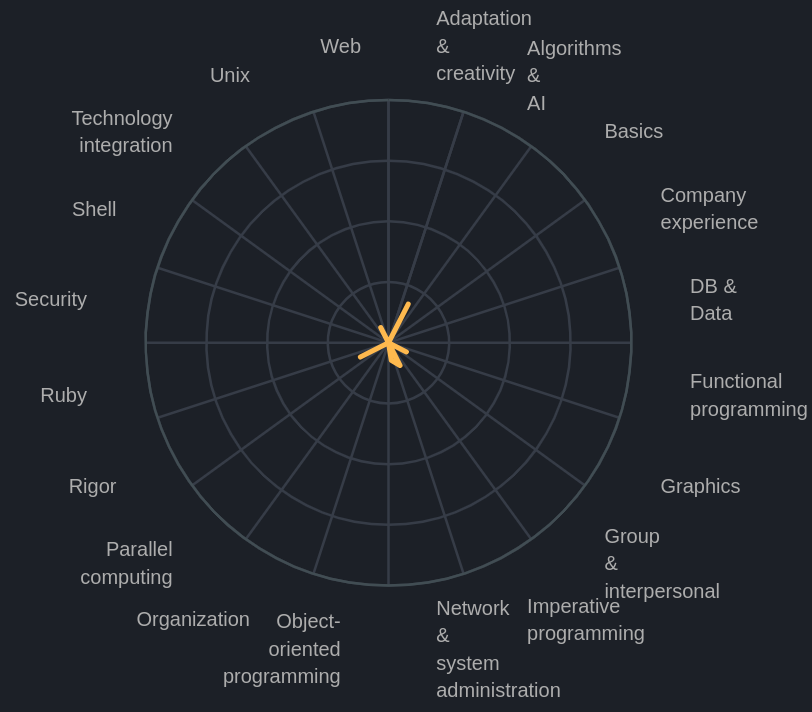 Adaptation
&
creativity
Algorithms
&
AI
Basics
Company
experience
DB &
Data
Functional
programming
Graphics
Group
&
interpersonal
Imperative
programming
Network
&
system
administration
Object-
oriented
programming
Organization
Parallel
computing
Rigor
Ruby
Security
Shell
Technology
integration
Unix
Web